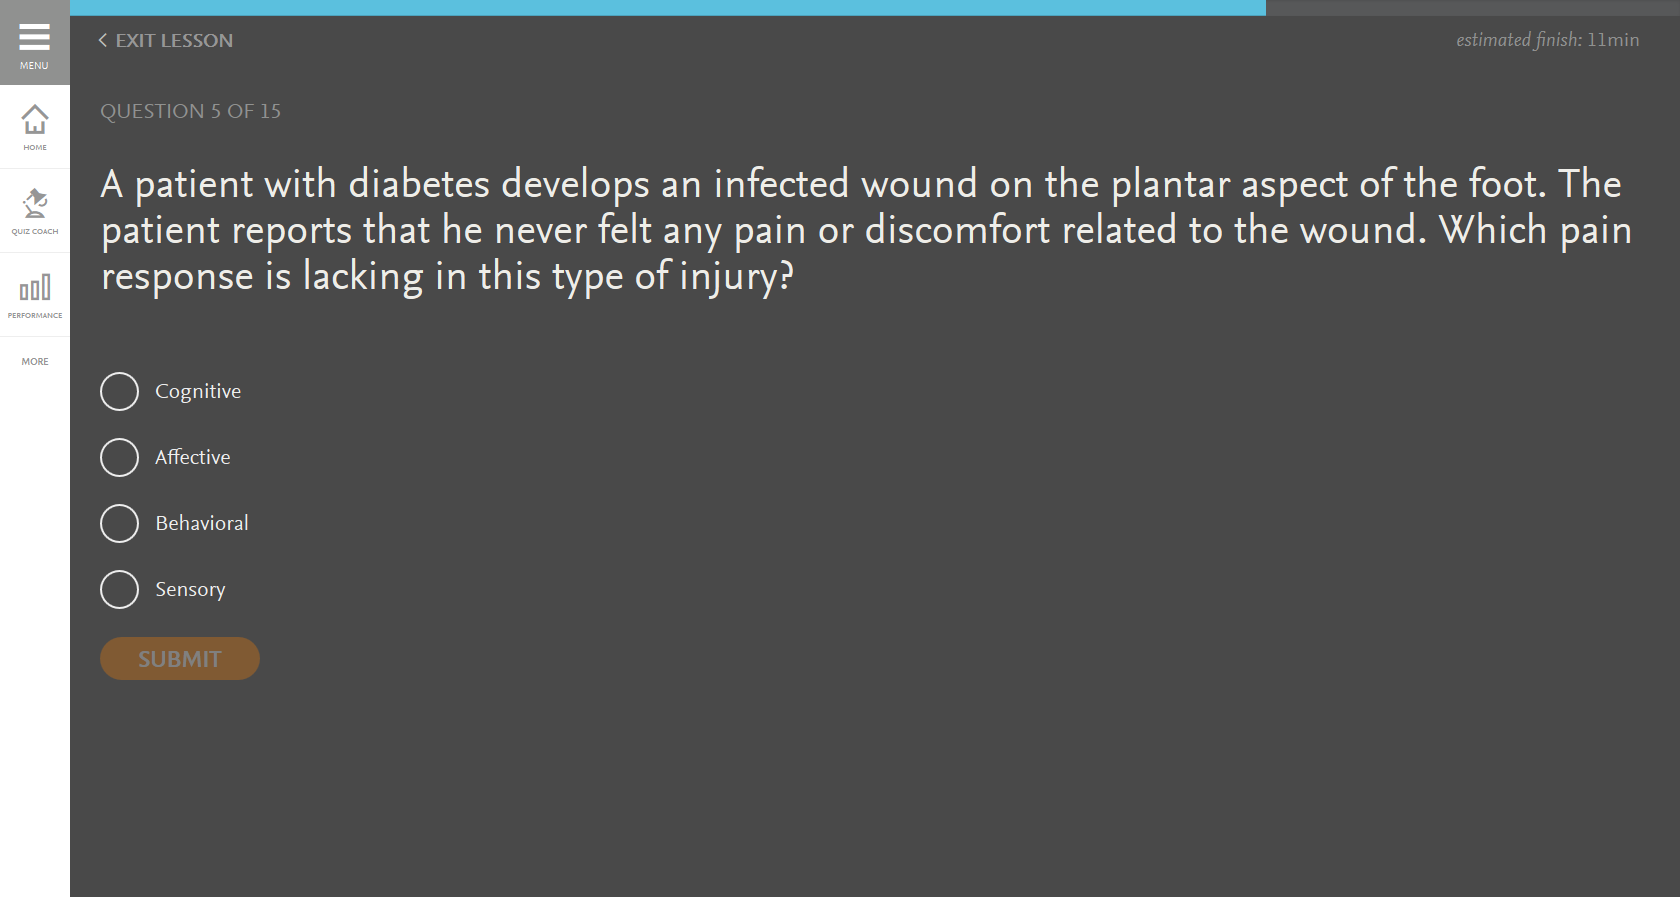 MENU
HOME
QUIZ COACH
PERFORMANCE
MORE
EXIT LESSON
estimated finish: 11min
QUESTION 5 OF 15
A patient with diabetes develops an infected wound on the plantar aspect of the foot. The
patient reports that he never felt any pain or discomfort related to the wound. Which pain
response is lacking in this type of injury?
Cognitive
Affective
Behavioral
Sensory
SUBMIT